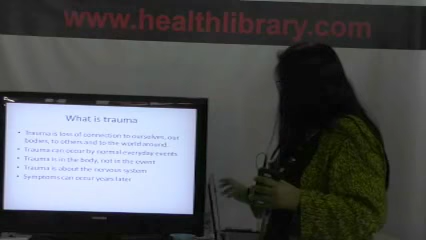 www.healthlibrary.com
What is trauma
• Trauma is loss of connection to ourselves, our
bodies, to others and to the world around.
• Trauma can occur by normal everyday events
• Trauma is in the body, not in the event
• Trauma is about the nervous system
• Symptoms can occur years later